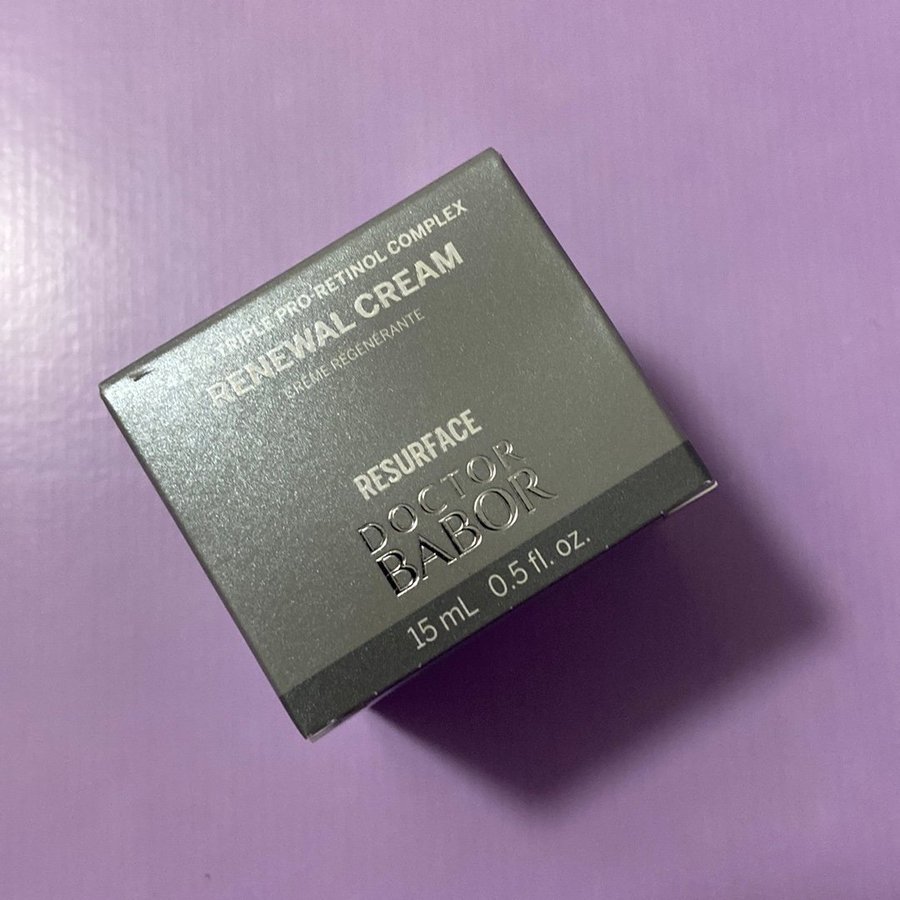 TRIPLE PRO-RETINOL COMPLEX
RENEWAL CREAM
CRÈME RÉGÉNÉRANTE
RESURFACE
DOCTOR
BABOR
15 mL 0.5 fl. oz.